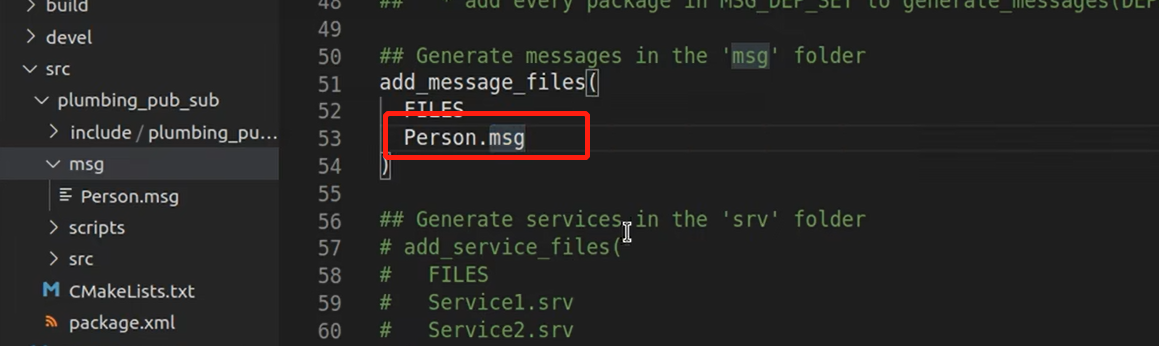 build
devel
src
plumbing_pub_sub
include / plumbing_pu...
msg
Person.msg
scripts
src
CMakeLists.txt
package.xml
48 ## * add every package in MSG_DEP_SET to generate_messages(DEP
49
50 ## Generate messages in the 'msg' folder
51 add_message_files(
52 FILES
53 Person.msg
54 )
55
56 ## Generate services in the 'srv' folder
57 # add_service_files(
58 # FILES
59 # Service1.srv
60 # Service2.srv